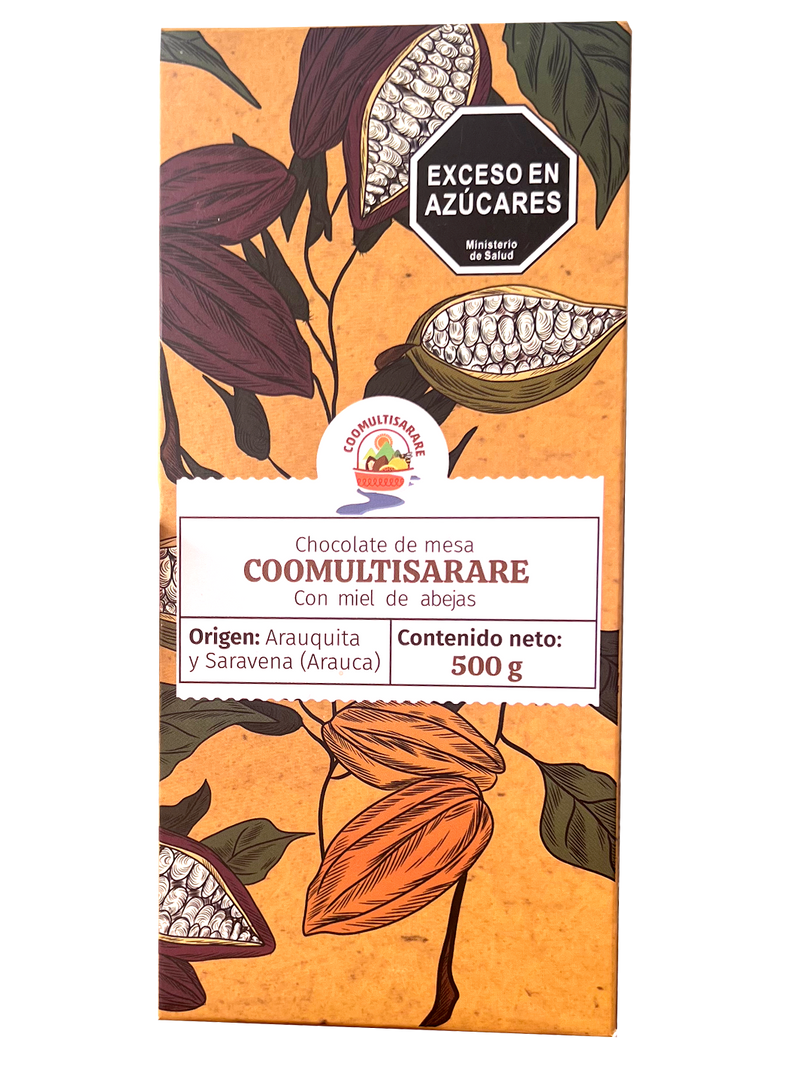 EXCESO EN
AZÚCARES
Ministerio
de Salud
COOMULTISARARE
Chocolate de mesa
COOMULTISARARE
Con miel de abejas
Origen: Arauquita
y Saravena (Arauca)
Contenido neto:
500 g